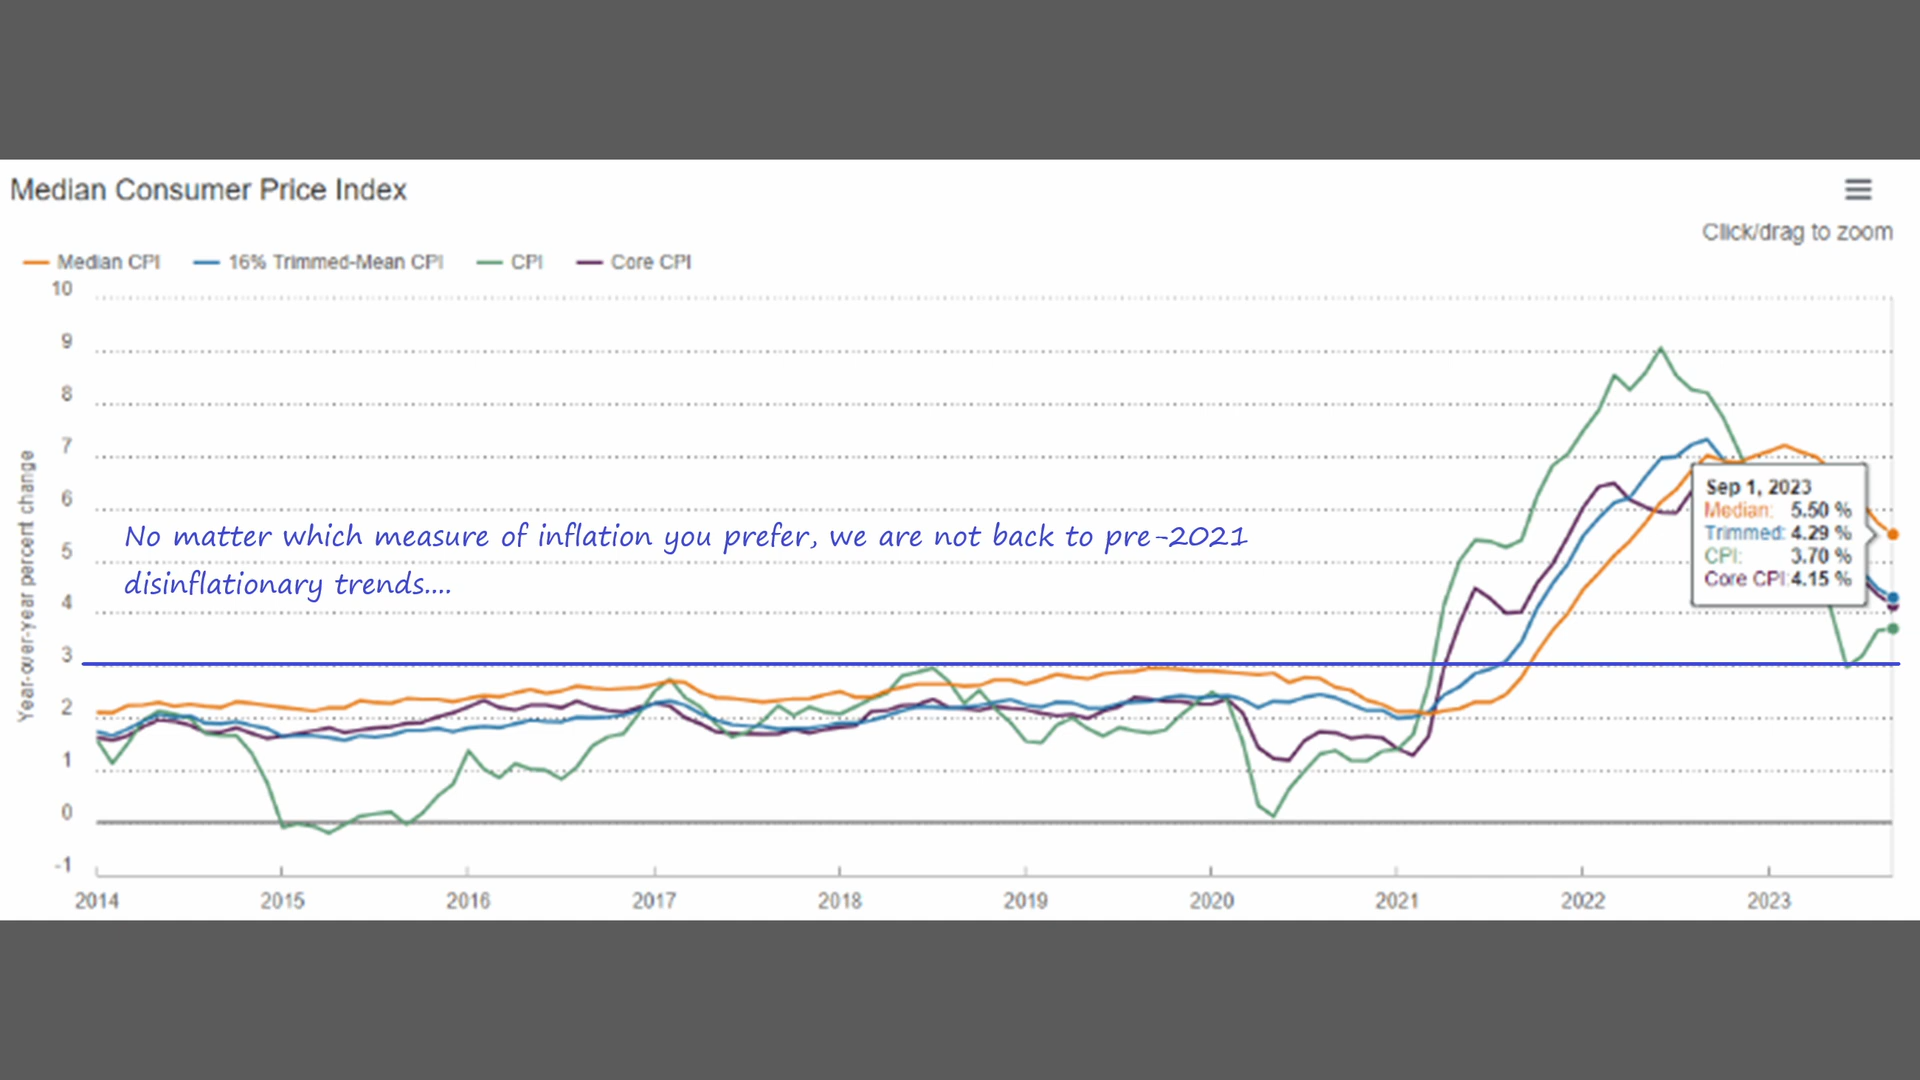 Median Consumer Price Index
Click/drag to zoom
Median CPI 16% Trimmed-Mean CPI CPI Core CPI
10
9
8
7
6
5
4
3
2
1
0
-1
Year-over-year percent change
No matter which measure of inflation you prefer, we are not back to pre-2021
disinflationary trends....
Sep 1, 2023
Median: 5.50 %
Trimmed: 4.29 %
CPI: 3.70 %
Core CPI: 4.15 %
2014 2015 2016 2017 2018 2019 2020 2021 2022 2023